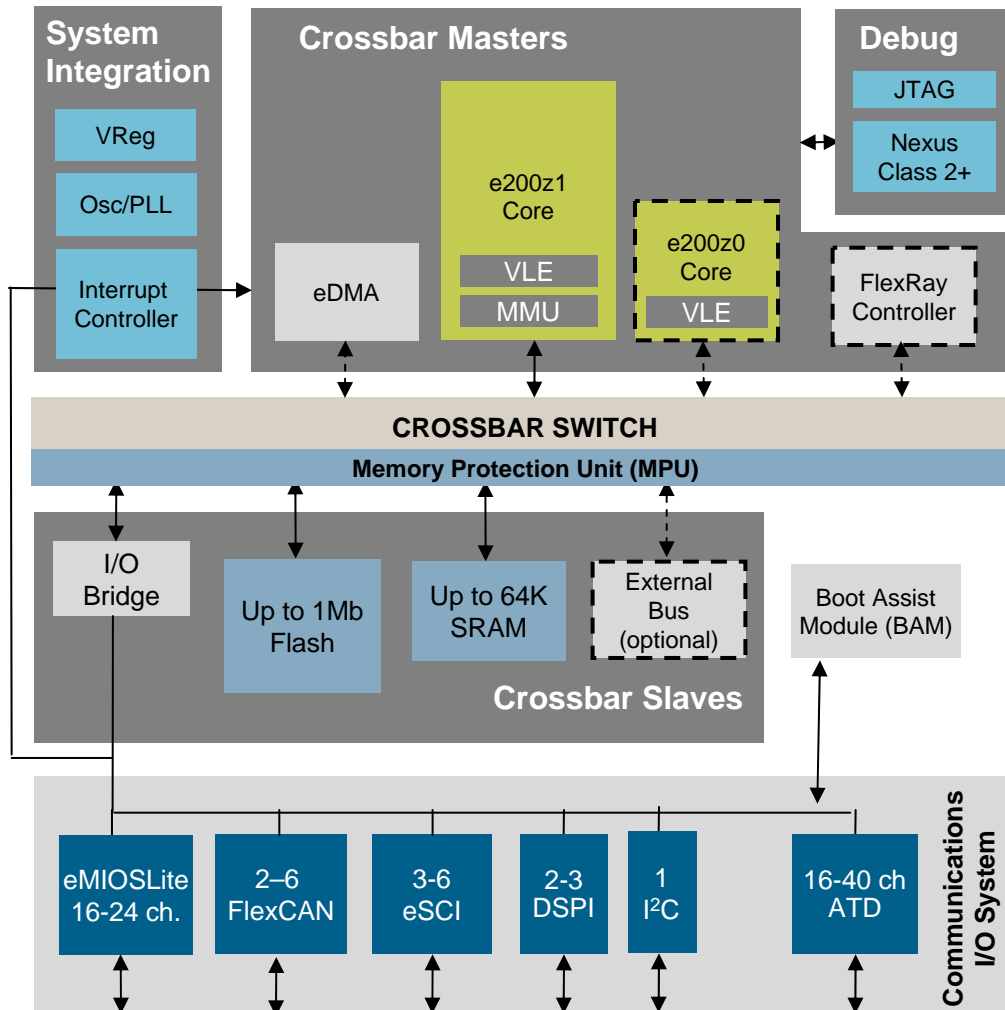 System
Integration
VReg
Osc/PLL
Interrupt
Controller
Crossbar Masters
eDMA
e200z1
Core
VLE
MMU
e200z0
Core
VLE
FlexRay
Controller
Debug
JTAG
Nexus
Class 2+
CROSSBAR SWITCH
Memory Protection Unit (MPU)
I/O
Bridge
Up to 1Mb
Flash
Up to 64K
SRAM
External
Bus
(optional)
Crossbar Slaves
Boot Assist
Module (BAM)
eMIOSLite
16-24 ch.
2–6
FlexCAN
3-6
eSCI
2-3
DSPI
1
I²C
16-40 ch
ATD
Communications
I/O System